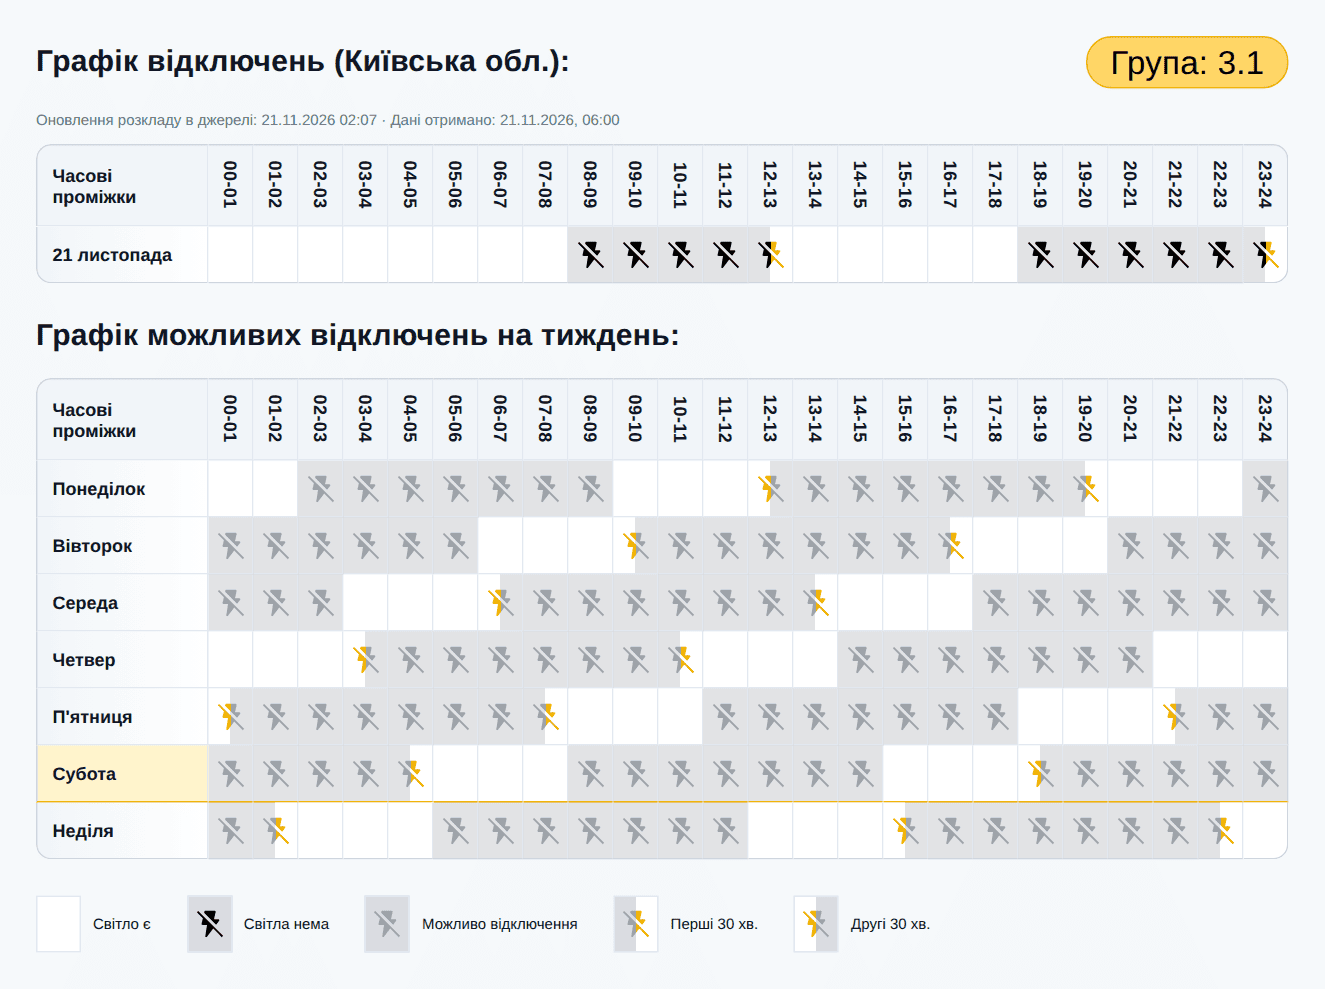 Графік відключень (Київська обл.):
Група: 3.1
Оновлення розкладу в джерелі: 21.11.2026 02:07 · Дані отримано: 21.11.2026, 06:00
Часові проміжки 00-01 01-02 02-03 03-04 04-05 05-06 06-07 07-08 08-09 09-10 10-11 11-12 12-13 13-14 14-15 15-16 16-17 17-18 18-19 19-20 20-21 21-22 22-23 23-24
21 листопада
Графік можливих відключень на тиждень:
Часові проміжки 00-01 01-02 02-03 03-04 04-05 05-06 06-07 07-08 08-09 09-10 10-11 11-12 12-13 13-14 14-15 15-16 16-17 17-18 18-19 19-20 20-21 21-22 22-23 23-24
Понеділок
Вівторок
Середа
Четвер
П'ятниця
Субота
Неділя
Світло є Світла нема Можливо відключення Перші 30 хв. Другі 30 хв.